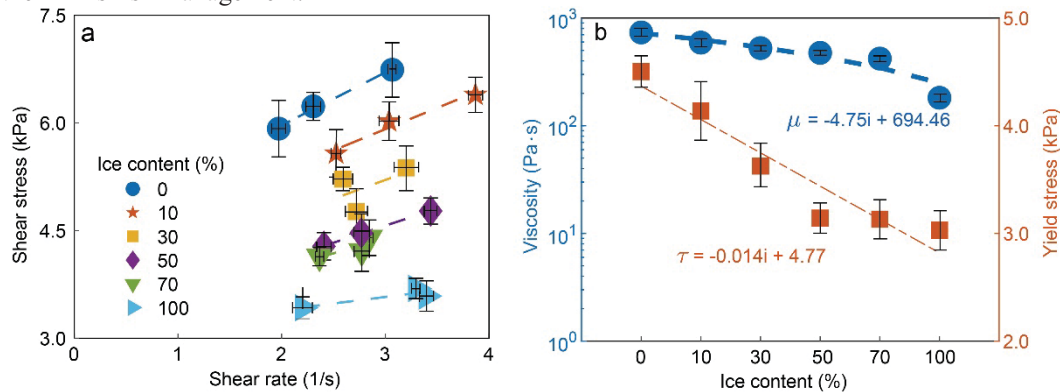 7.5
6.0
4.5
3.0
Shear stress (kPa)
a
Ice content (%)
0
10
30
50
70
100
0
1
2
3
4
Shear rate (1/s)
10³
10²
10¹
10⁰
Viscosity (Pa·s)
b
μ = -4.75i + 694.46
τ = -0.014i + 4.77
5.0
4.0
3.0
2.0
Yield stress (kPa)
0
10
30
50
70
100
Ice content (%)